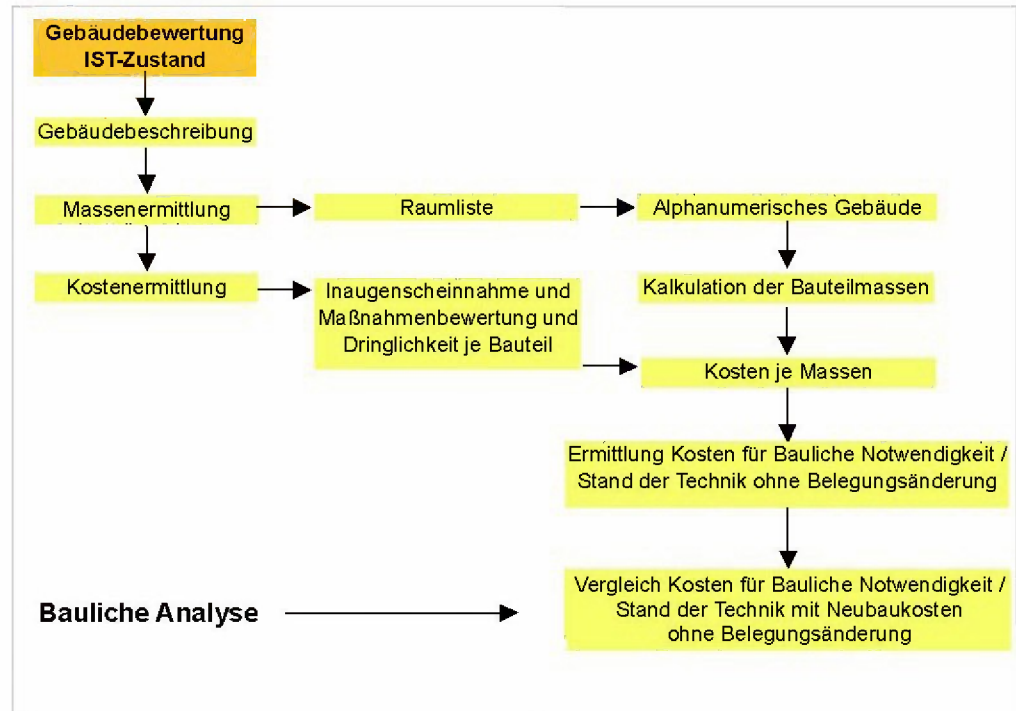 Gebäudebewertung
IST-Zustand
Gebäudebeschreibung
Massenermittlung
Raumliste
Alphanumerisches Gebäude
Kostenermittlung
Inaugenscheinnahme und
Maßnahmenbewertung und
Dringlichkeit je Bauteil
Kalkulation der Bauteilmassen
Kosten je Massen
Ermittlung Kosten für Bauliche Notwendigkeit /
Stand der Technik ohne Belegungsänderung
Bauliche Analyse
Vergleich Kosten für Bauliche Notwendigkeit /
Stand der Technik mit Neubaukosten
ohne Belegungsänderung